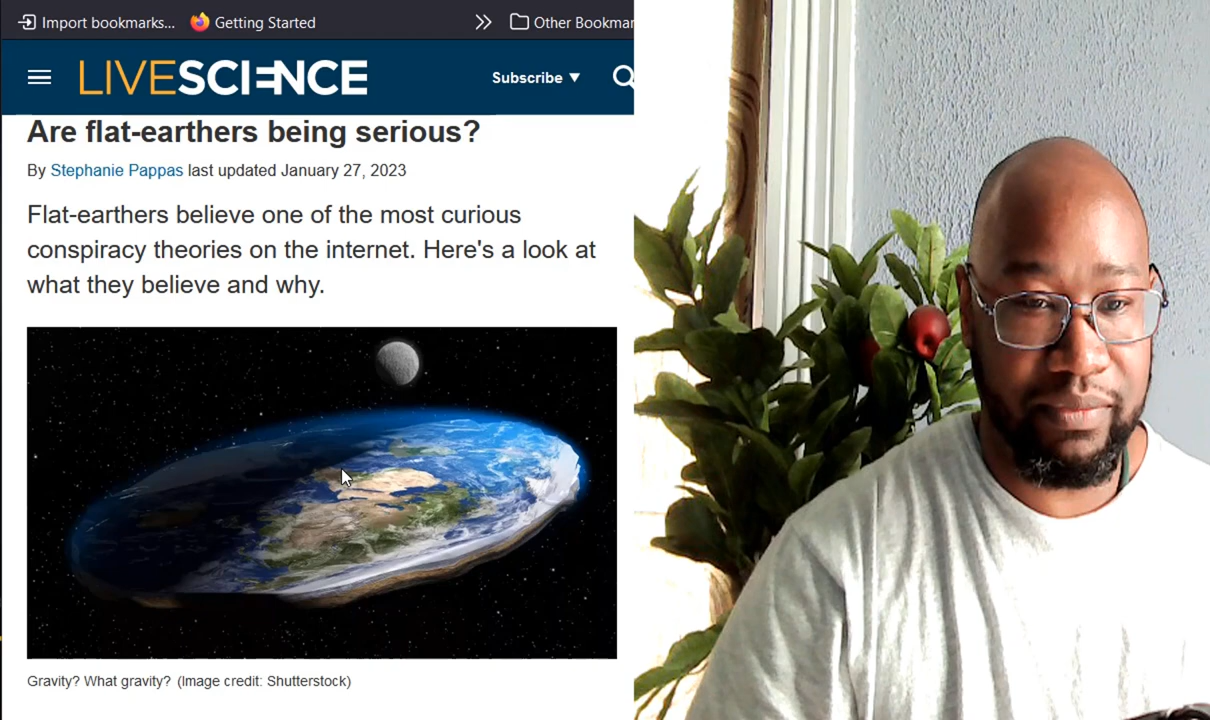 Import bookmarks...
Getting Started
Other Bookmar
LIVESCIENCE
Subscribe
Are flat-earthers being serious?
By Stephanie Pappas last updated January 27, 2023
Flat-earthers believe one of the most curious
conspiracy theories on the internet. Here's a look at
what they believe and why.
Gravity? What gravity? (Image credit: Shutterstock)